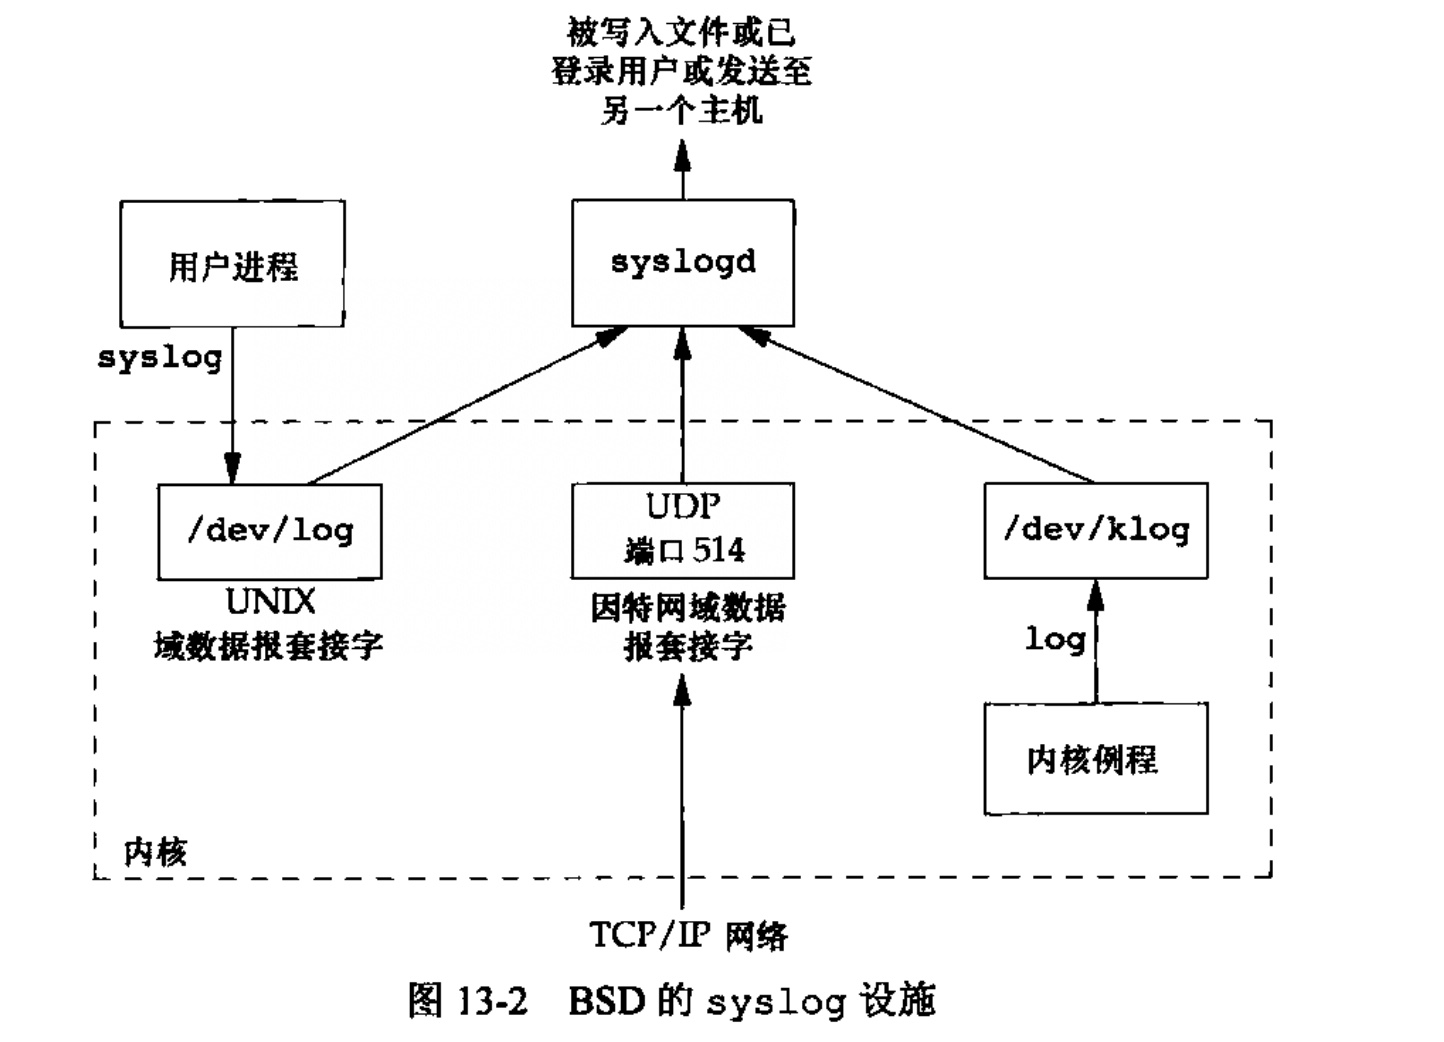 被写入文件或已
登录用户或发送至
另一个主机
用户进程
syslogd
syslog
/dev/log
UNIX
域数据报套接字
UDP
端口 514
因特网域数据
报套接字
/dev/klog
log
内核例程
内核
TCP/IP 网络
图 13-2 BSD 的 syslog 设施